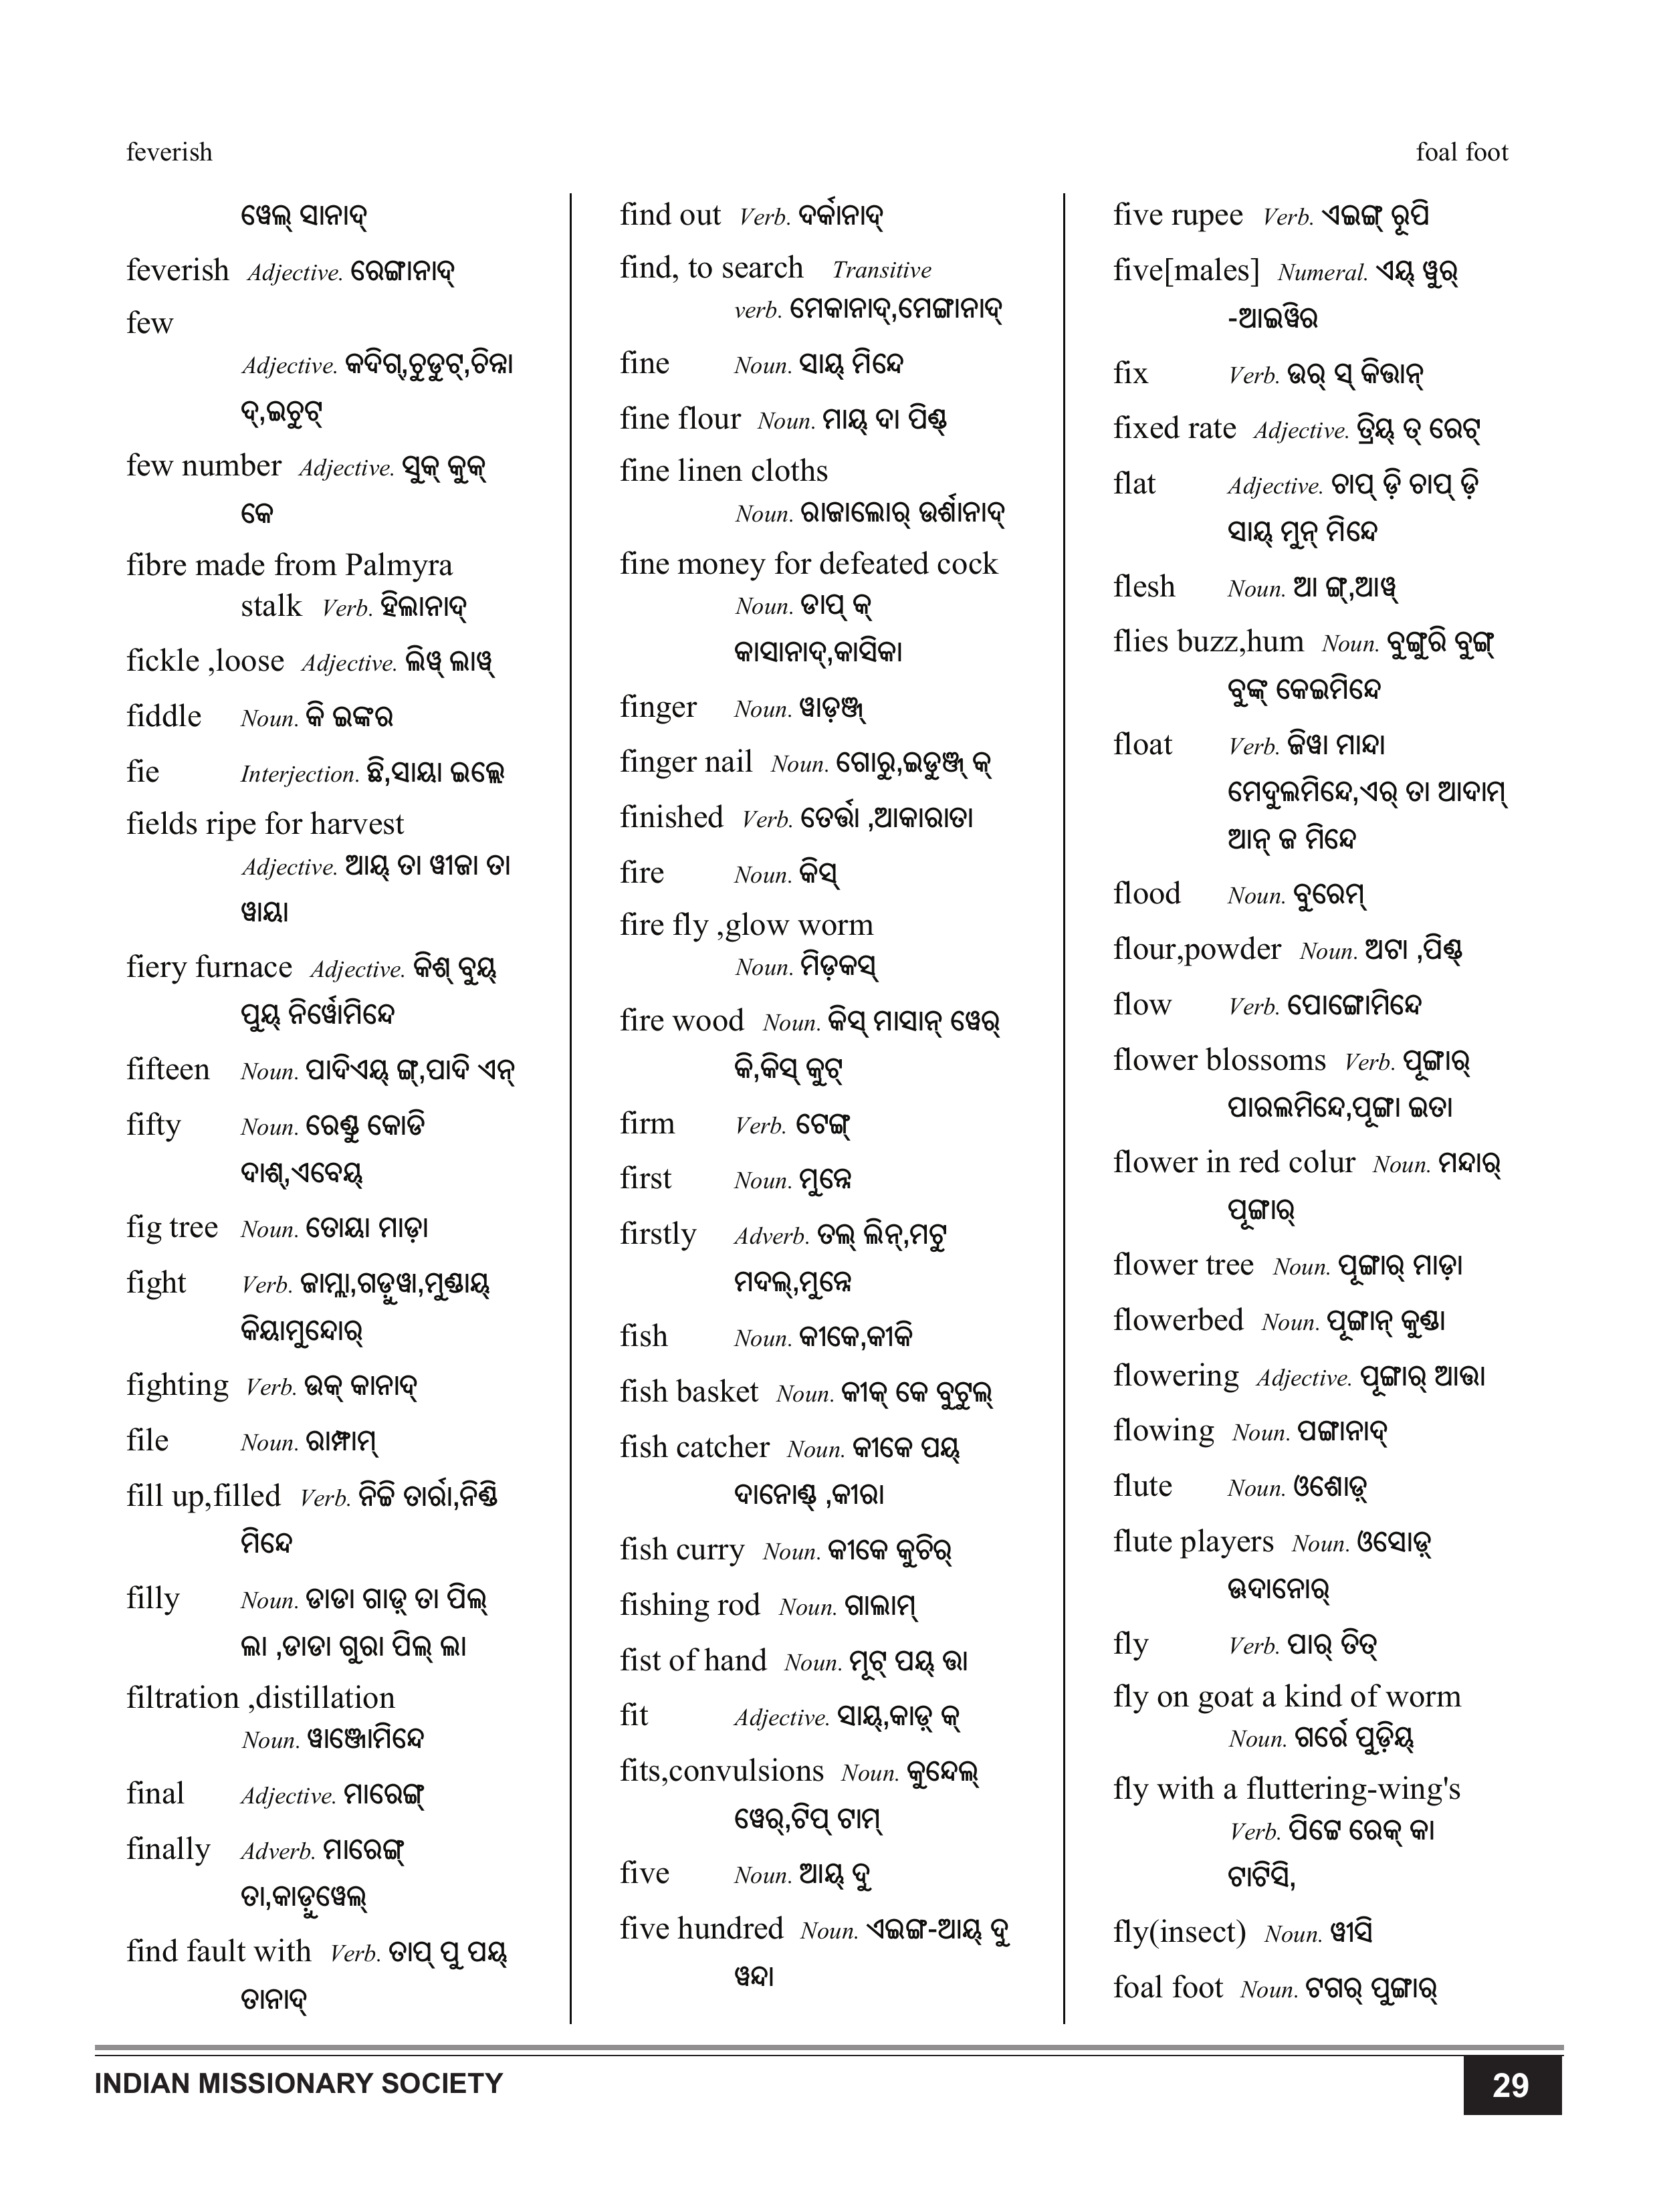 feverish
foal foot
ୱେଲ୍ ସାନାଦ୍
feverish Adjective. ରେଙ୍ଗାନାଦ୍
few
Adjective. କଦିଗ୍,ଚୁଡୁଟ୍,ଚିନ୍ନା
ଦ୍,ଇଚୁଟ୍
few number Adjective. ସୁକ୍ କୁକ୍
କେ
fibre made from Palmyra
stalk Verb. ହିଲାନାଦ୍
fickle ,loose Adjective. ଲିୱ୍ ଲାୱ୍
fiddle Noun. କି ଇଙ୍କର
fie Interjection. ଛି,ସାୟା ଇଲ୍ଲେ
fields ripe for harvest
Adjective. ଆୟ୍ ତା ୱୀଜା ତା
ୱାୟା
fiery furnace Adjective. କିଶ୍ ବୁୟ୍
ପୁୟ୍ ନିର୍ୱୋମିନ୍ଦେ
fifteen Noun. ପାଦିଏୟ୍ ଙ୍ଗ୍,ପାଦି ଏନ୍
fifty Noun. ରେଣ୍ଡୁ କୋଡି
ଦାଶ୍,ଏବେୟ୍
fig tree Noun. ତୋୟା ମାଡ଼ା
fight Verb. ଜାମ୍ଲା,ଗଡ଼ୁୱା,ମୁଣ୍ଡାୟ୍
କିୟାମୁନ୍ଦୋର୍
fighting Verb. ଉକ୍ କାନାଦ୍
file Noun. ରାମ୍ଫାମ୍
fill up,filled Verb. ନିଚ୍ଚି ତାର୍ରା,ନିଣ୍ଡି
ମିନ୍ଦେ
filly Noun. ଡାଡା ଗାଡ଼୍ ତା ପିଲ୍
ଲା ,ଡାଡା ଗୁରା ପିଲ୍ ଲା
filtration ,distillation
Noun. ୱାଞ୍ଜୋମିନ୍ଦେ
final Adjective. ମାରେଙ୍ଗ୍
finally Adverb. ମାରେଙ୍ଗ୍
ତା,କାଡ଼ୁୱେଲ୍
find fault with Verb. ତାପ୍ ପୁ ପୟ୍
ତାନାଦ୍
find out Verb. ଦର୍କାନାଦ୍
find, to search Transitive
verb. ମେକାନାଦ୍,ମେଙ୍ଗାନାଦ୍
fine Noun. ସାୟ୍ ମିନ୍ଦେ
fine flour Noun. ମାୟ୍ ଦା ପିଣ୍ଡ୍
fine linen cloths
Noun. ରାଜାଲୋର୍ ଉର୍ଶାନାଦ୍
fine money for defeated cock
Noun. ଡାପ୍ କ୍
କାସାନାଦ୍,କାସିକା
finger Noun. ୱାଡ଼ଞ୍ଜ୍
finger nail Noun. ଗୋରୁ,ଇଡୁଞ୍ଜ୍ କ୍
finished Verb. ତେର୍ତ୍ତା ,ଆକାରାତା
fire Noun. କିସ୍
fire fly ,glow worm
Noun. ମିଡ଼କସ୍
fire wood Noun. କିସ୍ ମାସାନ୍ ୱେର୍
କି,କିସ୍ କୁଟ୍
firm Verb. ଟେଙ୍ଗ୍
first Noun. ମୁନ୍ନେ
firstly Adverb. ତଲ୍ ଲିନ୍,ମଟୁ
ମଦଲ୍,ମୁନ୍ନେ
fish Noun. କୀକେ,କୀକି
fish basket Noun. କୀକ୍ କେ ବୁଟୁଲ୍
fish catcher Noun. କୀକେ ପୟ୍
ଦାନୋଣ୍ଡ୍ ,କୀରା
fish curry Noun. କୀକେ କୁଚିର୍
fishing rod Noun. ଗାଲାମ୍
fist of hand Noun. ମୂଟ୍ ପୟ୍ ତ୍ତା
fit Adjective. ସାୟ୍,କାଡ଼୍ କ୍
fits,convulsions Noun. କୁନ୍ଦେଲ୍
ୱେର୍,ଟିପ୍ ଟାମ୍
five Noun. ଆୟ୍ ଦୁ
five hundred Noun. ଏଇଙ୍ଗ-ଆୟ୍ ଦୁ
ୱନ୍ଦା
five rupee Verb. ଏଇଙ୍ଗ୍ ରୂପି
five[males] Numeral. ଏୟ୍ ୱୁର୍
-ଆଇୱିର
fix Verb. ଉର୍ ସ୍ କିତ୍ତାନ୍
fixed rate Adjective. ତ୍ରିୟ୍ ତ୍ ରେଟ୍
flat Adjective. ଚାପ୍ ଡ଼ି ଚାପ୍ ଡ଼ି
ସାୟ୍ ମୁନ୍ ମିନ୍ଦେ
flesh Noun. ଆ ଙ୍ଗ୍,ଆୱ୍
flies buzz,hum Noun. ବୁଙ୍ଗୁରି ବୁଙ୍ଗ୍
ବୁଙ୍କ୍ କେଇମିନ୍ଦେ
float Verb. ଜିୱା ମାନ୍ଦା
ମେଦୁଲମିନ୍ଦେ,ଏର୍ ତା ଆଦାମ୍
ଆନ୍ ଜ ମିନ୍ଦେ
flood Noun. ବୁରେମ୍
flour,powder Noun. ଅଟା ,ପିଣ୍ଡ୍
flow Verb. ପୋଙ୍ଗୋମିନ୍ଦେ
flower blossoms Verb. ପୂଙ୍ଗାର୍
ପାରଲମିନ୍ଦେ,ପୂଙ୍ଗା ଇତା
flower in red colur Noun. ମନ୍ଦାର୍
ପୂଙ୍ଗାର୍
flower tree Noun. ପୂଙ୍ଗାର୍ ମାଡ଼ା
flowerbed Noun. ପୂଙ୍ଗାନ୍ କୁଣ୍ଡା
flowering Adjective. ପୂଙ୍ଗାର୍ ଆତ୍ତା
flowing Noun. ପଙ୍ଗାନାଦ୍
flute Noun. ଓଶୋଡ଼୍
flute players Noun. ଓସୋଡ଼୍
ଊଦାନୋର୍
fly Verb. ପାର୍ ତିତ୍
fly on goat a kind of worm
Noun. ଗର୍ରେ ପୁଡ଼ିୟ୍
fly with a fluttering-wing's
Verb. ପିଟ୍ଟେ ରେକ୍ କା
ଟାଟିସି,
fly(insect) Noun. ୱୀସି
foal foot Noun. ଟଗର୍ ପୁଙ୍ଗାର୍
INDIAN MISSIONARY SOCIETY
29